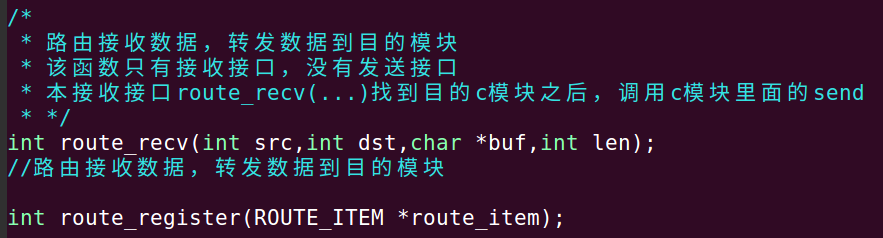 /*
 * 路由接收数据，转发数据到目的模块
 * 该函数只有接收接口，没有发送接口
 * 本接收接口route_recv(...)找到目的c模块之后，调用c模块里面的send
 * */
int route_recv(int src,int dst,char *buf,int len);
//路由接收数据，转发数据到目的模块
int route_register(ROUTE_ITEM *route_item);